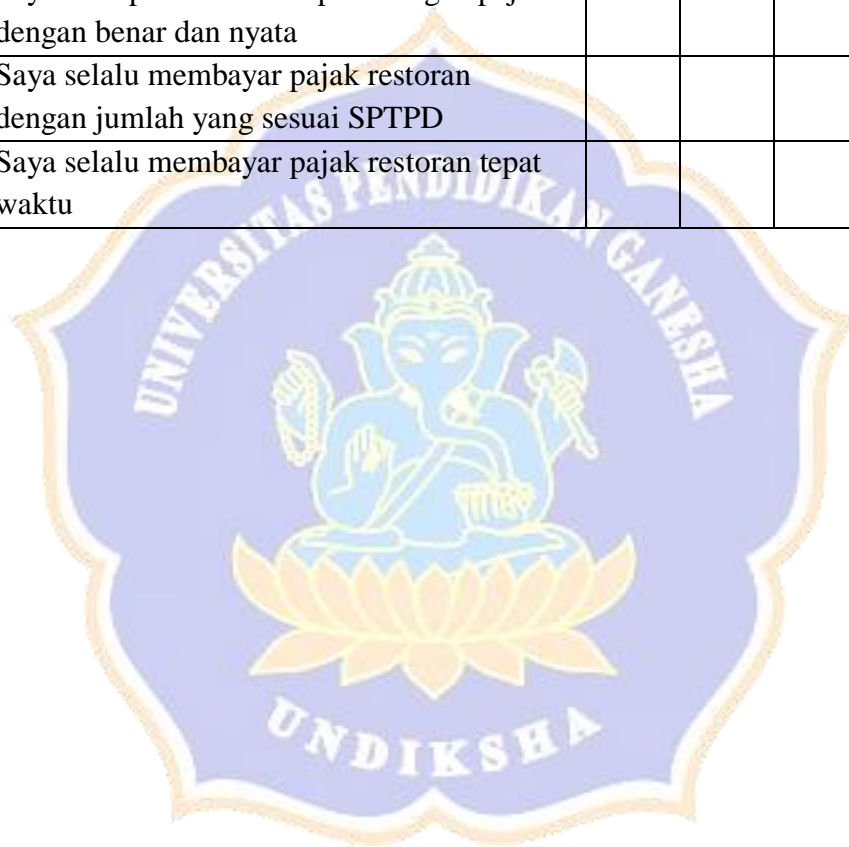 dengan benar dan nyata
Saya selalu membayar pajak restoran
dengan jumlah yang sesuai SPTPD
Saya selalu membayar pajak restoran tepat
waktu
UNIVERSITAS PENDIDIKAN GANESHA
UNDIKSHA